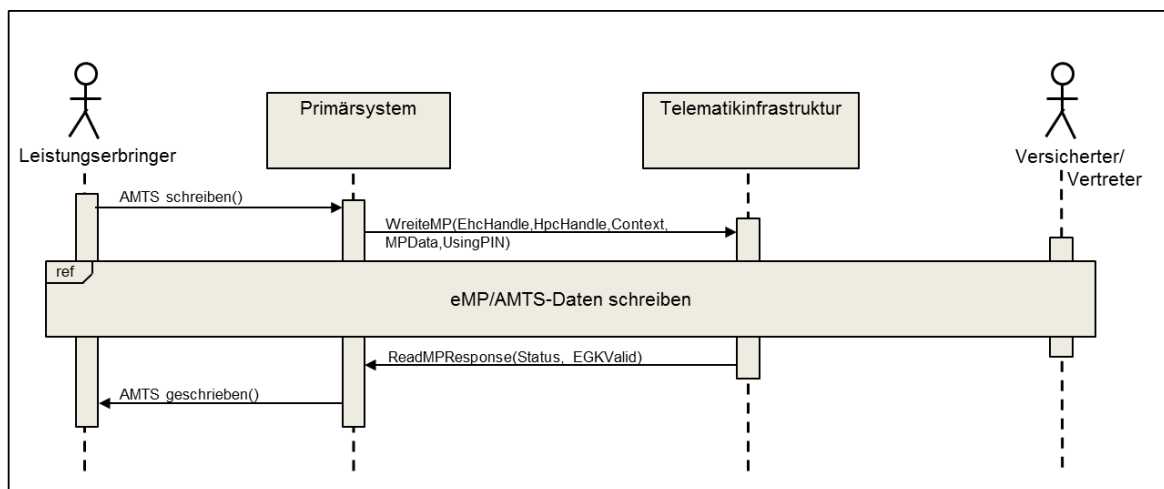 Primärsystem
Telematikinfrastruktur
Leistungserbringer
Versicherter/
Vertreter
AMTS schreiben()
WreiteMP(EhcHandle,HpcHandle,Context,
MPData,UsingPIN)
ref
eMP/AMTS-Daten schreiben
ReadMPResponse(Status, EGKValid)
AMTS geschrieben()